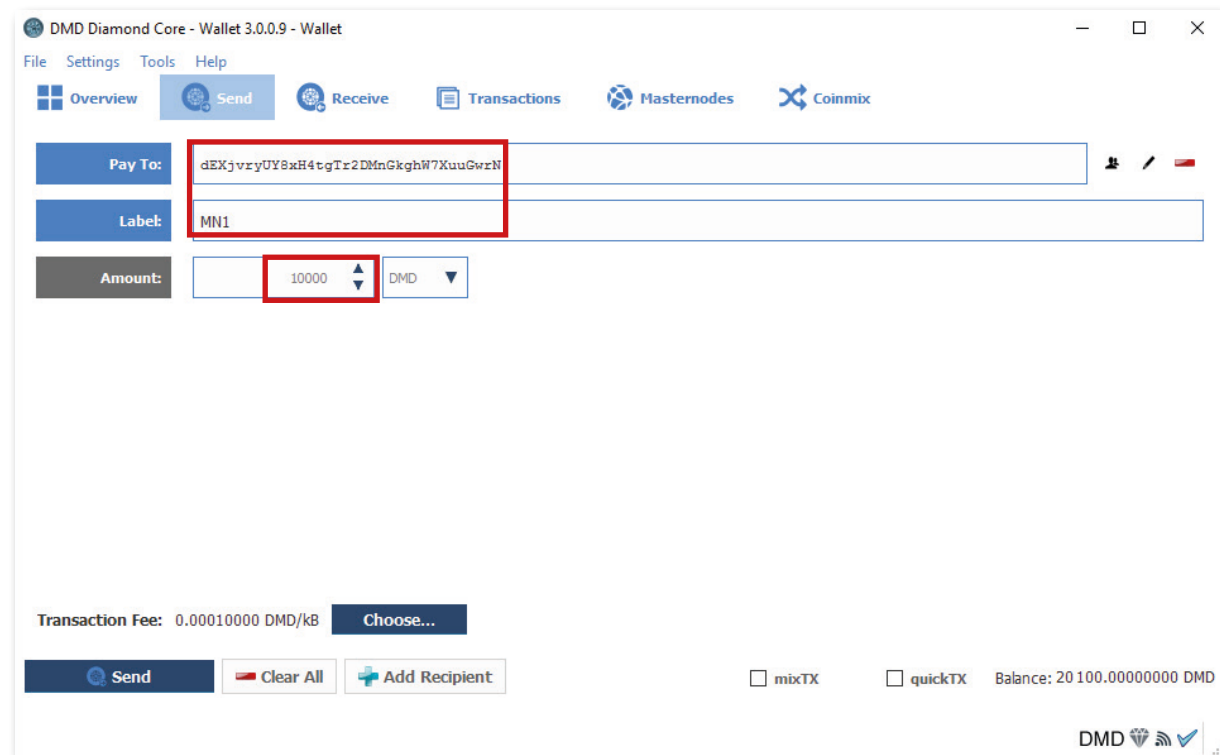 DMD Diamond Core - Wallet 3.0.0.9 - Wallet
File Settings Tools Help
Overview Send Receive Transactions Masternodes Coinmix
Pay To: dEXjvryUY8xH4tgTr2DMnGkghW7XuuGwrN
Label: MN1
Amount: 10000 DMD
Transaction Fee: 0.00010000 DMD/kB Choose...
Send Clear All Add Recipient mixTX quickTX Balance: 20100.00000000 DMD
DMD